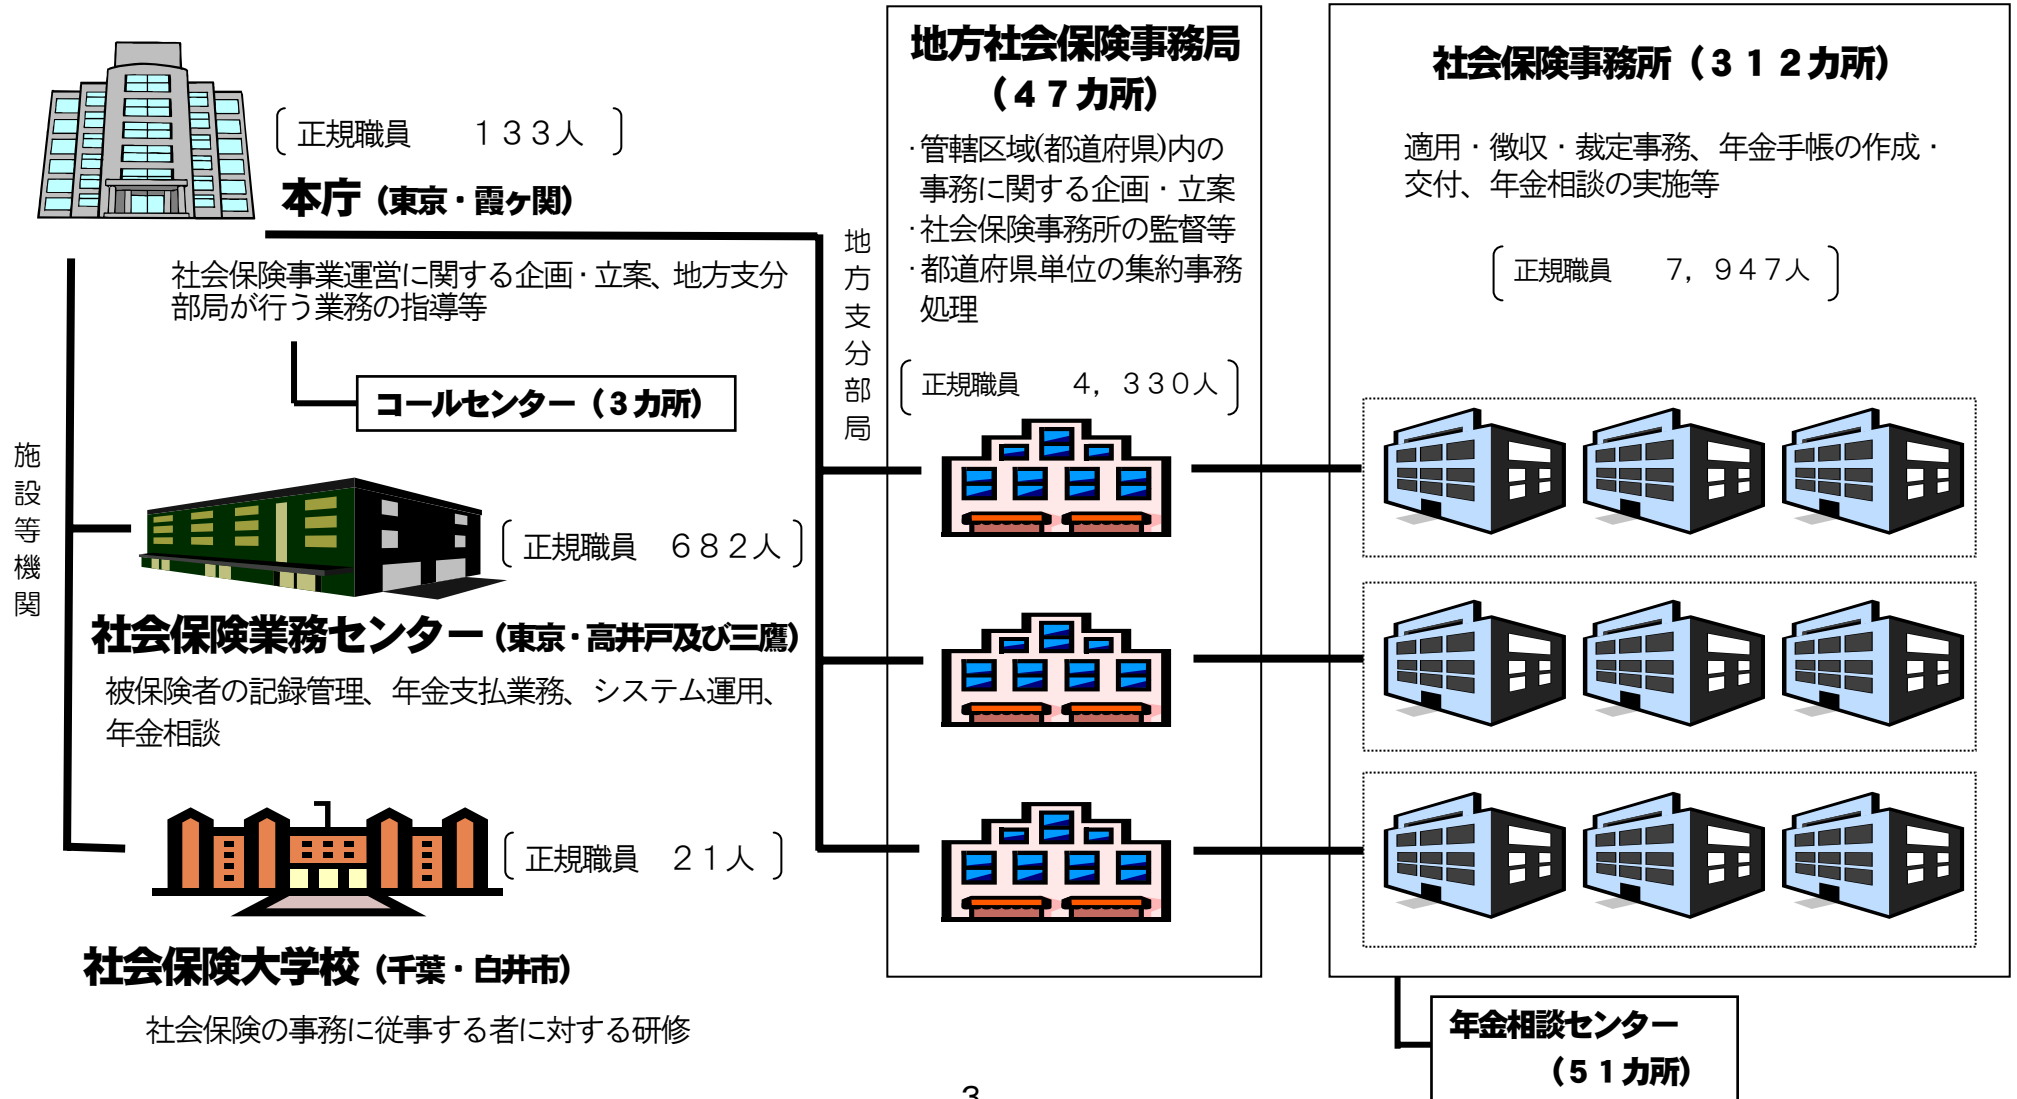 〔正規職員　　１３３人　〕
本庁（東京・霞ヶ関）
社会保険事業運営に関する企画・立案、地方支分
部局が行う業務の指導等
コールセンター（３カ所）
施設等機関
〔正規職員　６８２人〕
社会保険業務センター（東京・高井戸及び三鷹）
被保険者の記録管理、年金支払業務、システム運用、
年金相談
〔正規職員　２１人　〕
社会保険大学校（千葉・白井市）
社会保険の事務に従事する者に対する研修
地方支分部局
地方社会保険事務局
（４７カ所）
・管轄区域(都道府県)内の
事務に関する企画・立案
・社会保険事務所の監督等
・都道府県単位の集約事務
処理
〔正規職員　　４，３３０人〕
社会保険事務所（３１２カ所）
適用・徴収・裁定事務、年金手帳の作成・
交付、年金相談の実施等
〔正規職員　　７，９４７人　〕
年金相談センター
（５１カ所）
3